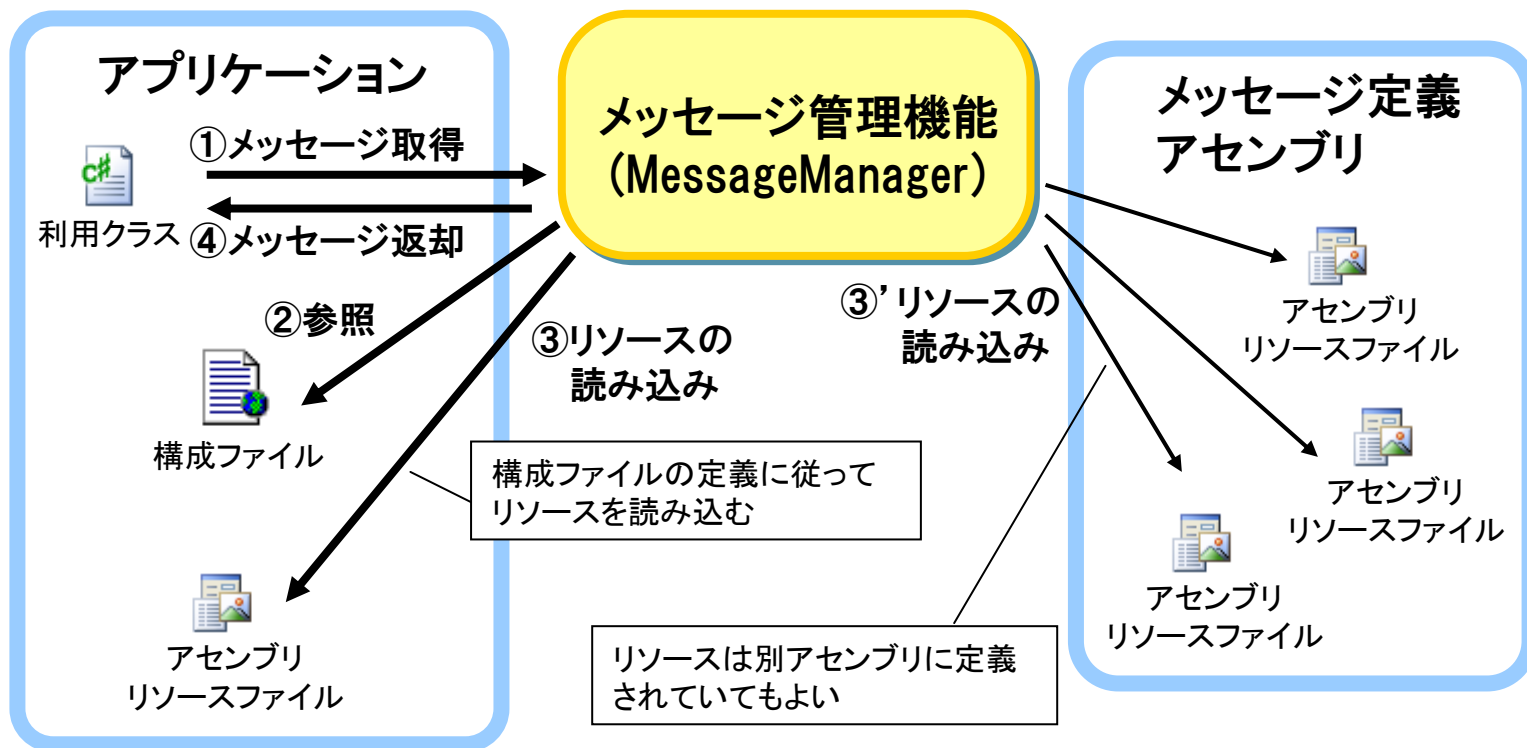 アプリケーション
①メッセージ取得
C#
利用クラス
④メッセージ返却
②参照
構成ファイル
③リソースの
読み込み
構成ファイルの定義に従って
リソースを読み込む
アセンブリ
リソースファイル
メッセージ管理機能
(MessageManager)
③’リソースの
読み込み
リソースは別アセンブリに定義
されていてもよい
メッセージ定義
アセンブリ
アセンブリ
リソースファイル
アセンブリ
リソースファイル
アセンブリ
リソースファイル